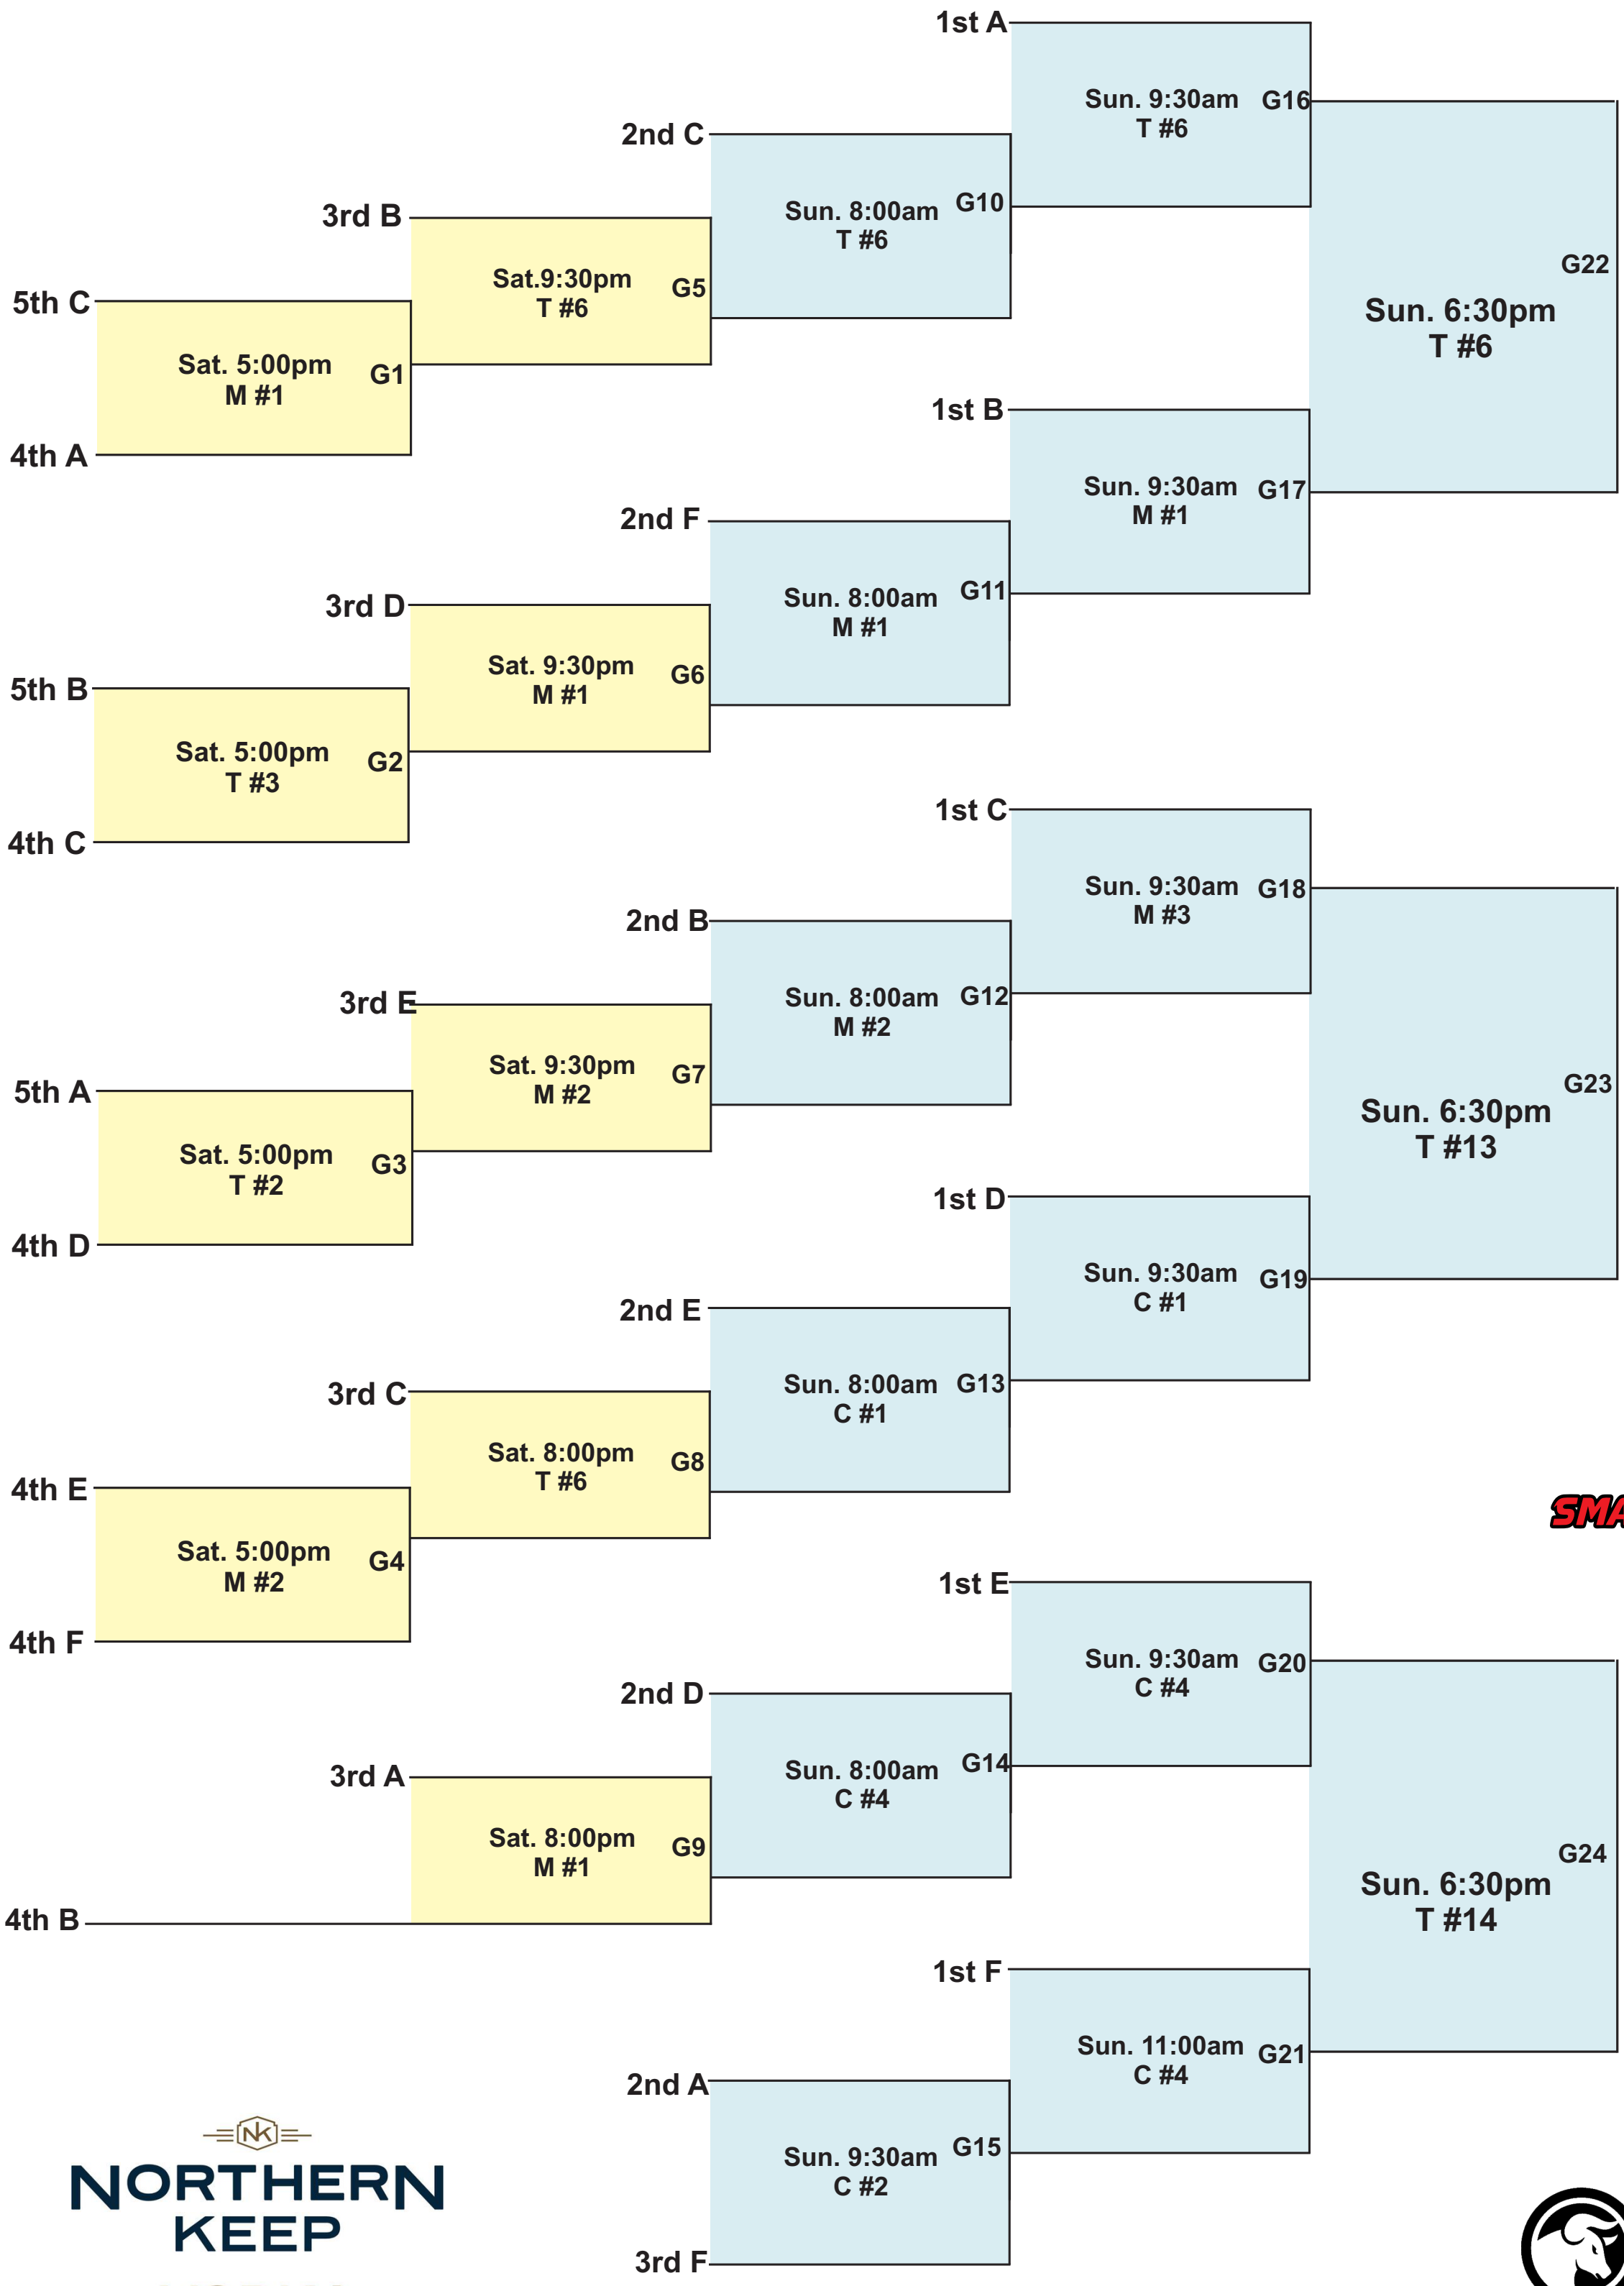 1st A
Sun. 9:30am G16
T #6
2nd C
Sun. 8:00am G10
T #6
3rd B
Sat.9:30pm G5
T #6
5th C
Sat. 5:00pm G1
M #1
4th A
G22
Sun. 6:30pm
T #6
1st B
Sun. 9:30am G17
M #1
2nd F
Sun. 8:00am G11
M #1
3rd D
Sat. 9:30pm G6
M #1
5th B
Sat. 5:00pm G2
T #3
4th C
1st C
Sun. 9:30am G18
M #3
2nd B
Sun. 8:00am G12
M #2
3rd E
Sat. 9:30pm G7
M #2
5th A
Sat. 5:00pm G3
T #2
4th D
G23
Sun. 6:30pm
T #13
1st D
Sun. 9:30am G19
C #1
2nd E
Sun. 8:00am G13
C #1
3rd C
Sat. 8:00pm G8
T #6
4th E
Sat. 5:00pm G4
M #2
4th F
SMA
1st E
Sun. 9:30am G20
C #4
2nd D
Sun. 8:00am G14
C #4
3rd A
Sat. 8:00pm G9
M #1
4th B
G24
Sun. 6:30pm
T #14
1st F
Sun. 11:00am G21
C #4
2nd A
Sun. 9:30am G15
C #2
3rd F
NK
NORTHERN
KEEP